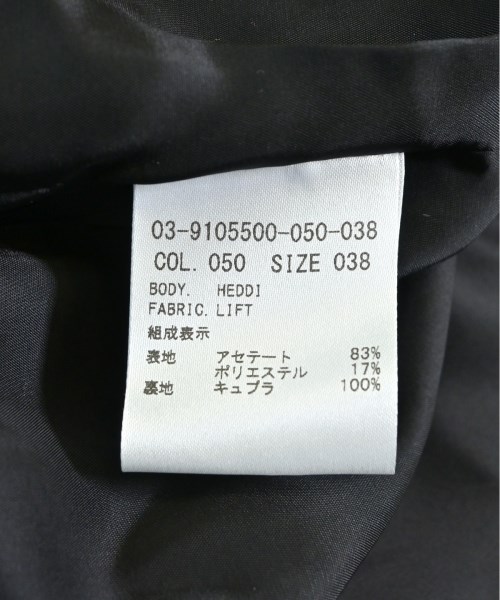 03-9105500-050-038
COL. 050 SIZE 038
BODY. HEDDI
FABRIC. LIFT
組成表示
表地 アセテート 83%
ポリエステル 17%
裏地 キュプラ 100%